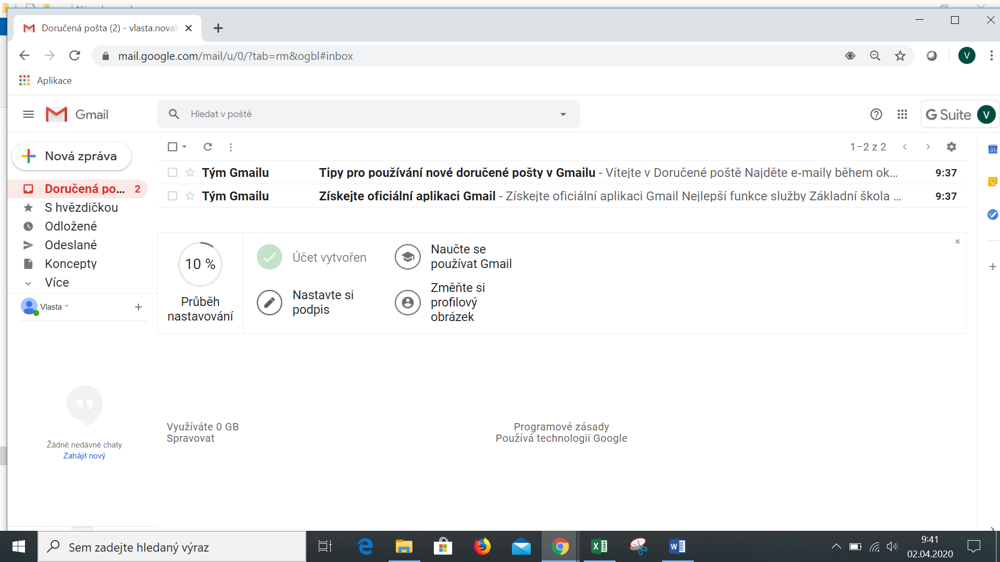 Doručená pošta (2) - vlasta.novak
mail.google.com/mail/u/0/?tab=rm&ogbl#inbox
V
Aplikace
Gmail
Hledat v poště
G Suite
V
Nová zpráva
1–2 z 2
31
Tým Gmailu Tipy pro používání nové doručené pošty v Gmailu - Vítejte v Doručené poště Najděte e-maily během ok... 9:37
Tým Gmailu Získejte oficiální aplikaci Gmail - Získejte oficiální aplikaci Gmail Nejlepší funkce služby Základní škola ... 9:37
Doručená po... 2
S hvězdičkou
Odložené
Odeslané
Koncepty
Více
Vlasta
10 %
Průběh
nastavování
Účet vytvořen
Naučte se
používat Gmail
Nastavte si
podpis
Změňte si
profilový
obrázek
Žádné nedávné chaty
Zahájit nový
Využíváte 0 GB
Spravovat
Programové zásady
Používá technologii Google
Sem zadejte hledaný výraz
9:41
02.04.2020